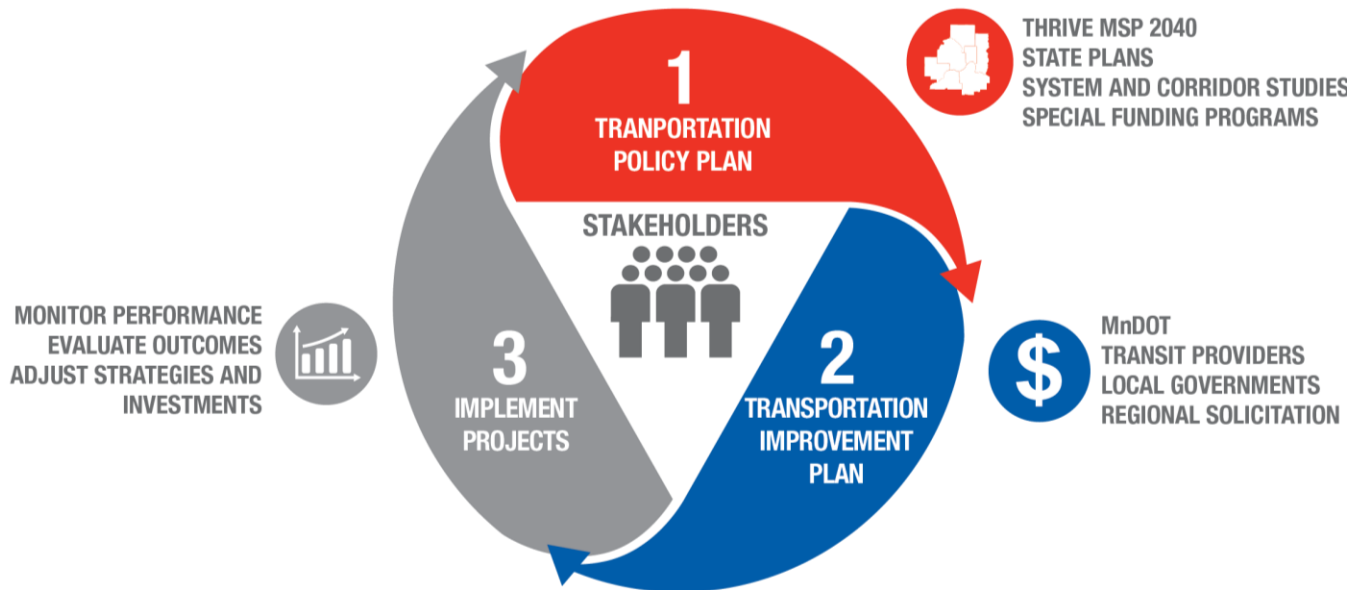 1
TRANPORTATION
POLICY PLAN
THRIVE MSP 2040
STATE PLANS
SYSTEM AND CORRIDOR STUDIES
SPECIAL FUNDING PROGRAMS
STAKEHOLDERS
2
TRANSPORTATION
IMPROVEMENT
PLAN
$
MnDOT
TRANSIT PROVIDERS
LOCAL GOVERNMENTS
REGIONAL SOLICITATION
3
IMPLEMENT
PROJECTS
MONITOR PERFORMANCE
EVALUATE OUTCOMES
ADJUST STRATEGIES AND
INVESTMENTS